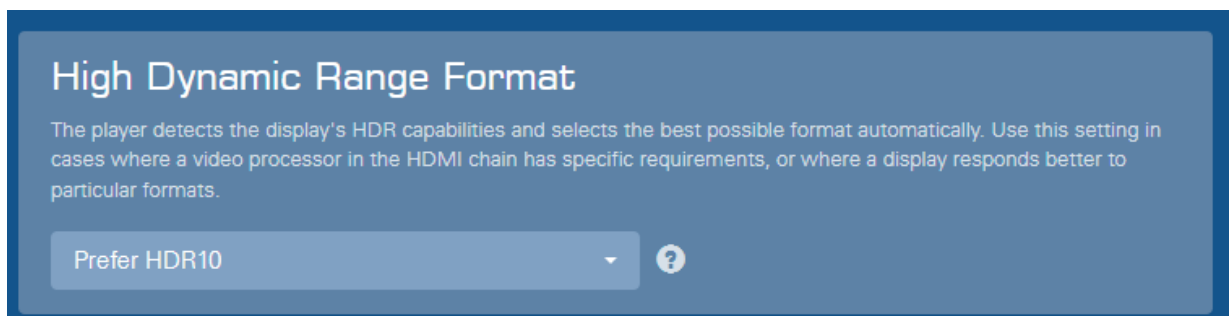 High Dynamic Range Format
The player detects the display's HDR capabilities and selects the best possible format automatically. Use this setting in
cases where a video processor in the HDMI chain has specific requirements, or where a display responds better to
particular formats.
Prefer HDR10
?